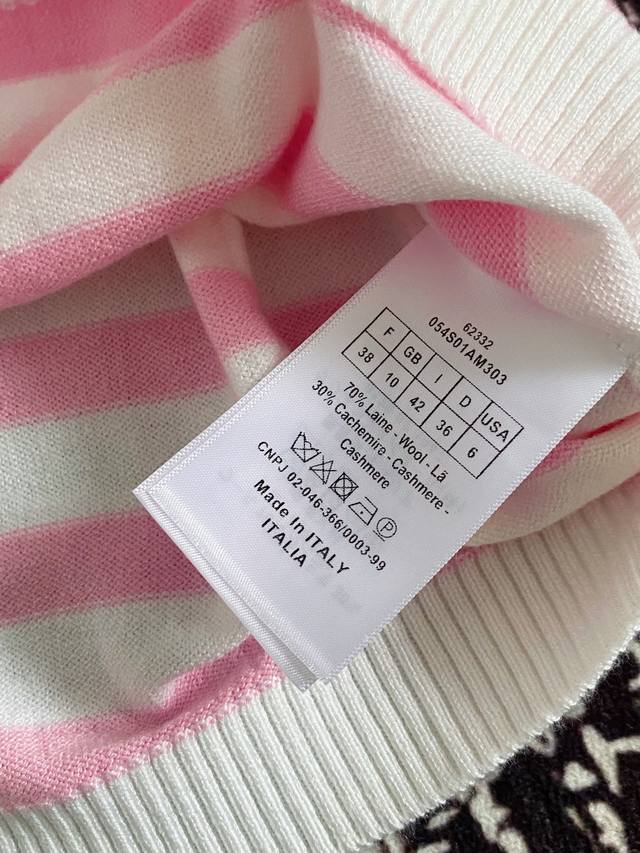 62332
054S01AM303
F GB I D USA
38 10 42 36 6
70% Laine - Wool - Lã
30% Cachemire - Cashmere -
Cashmere
P
CNPJ 02-046-366/0003-99
Made In ITALY
ITALIA